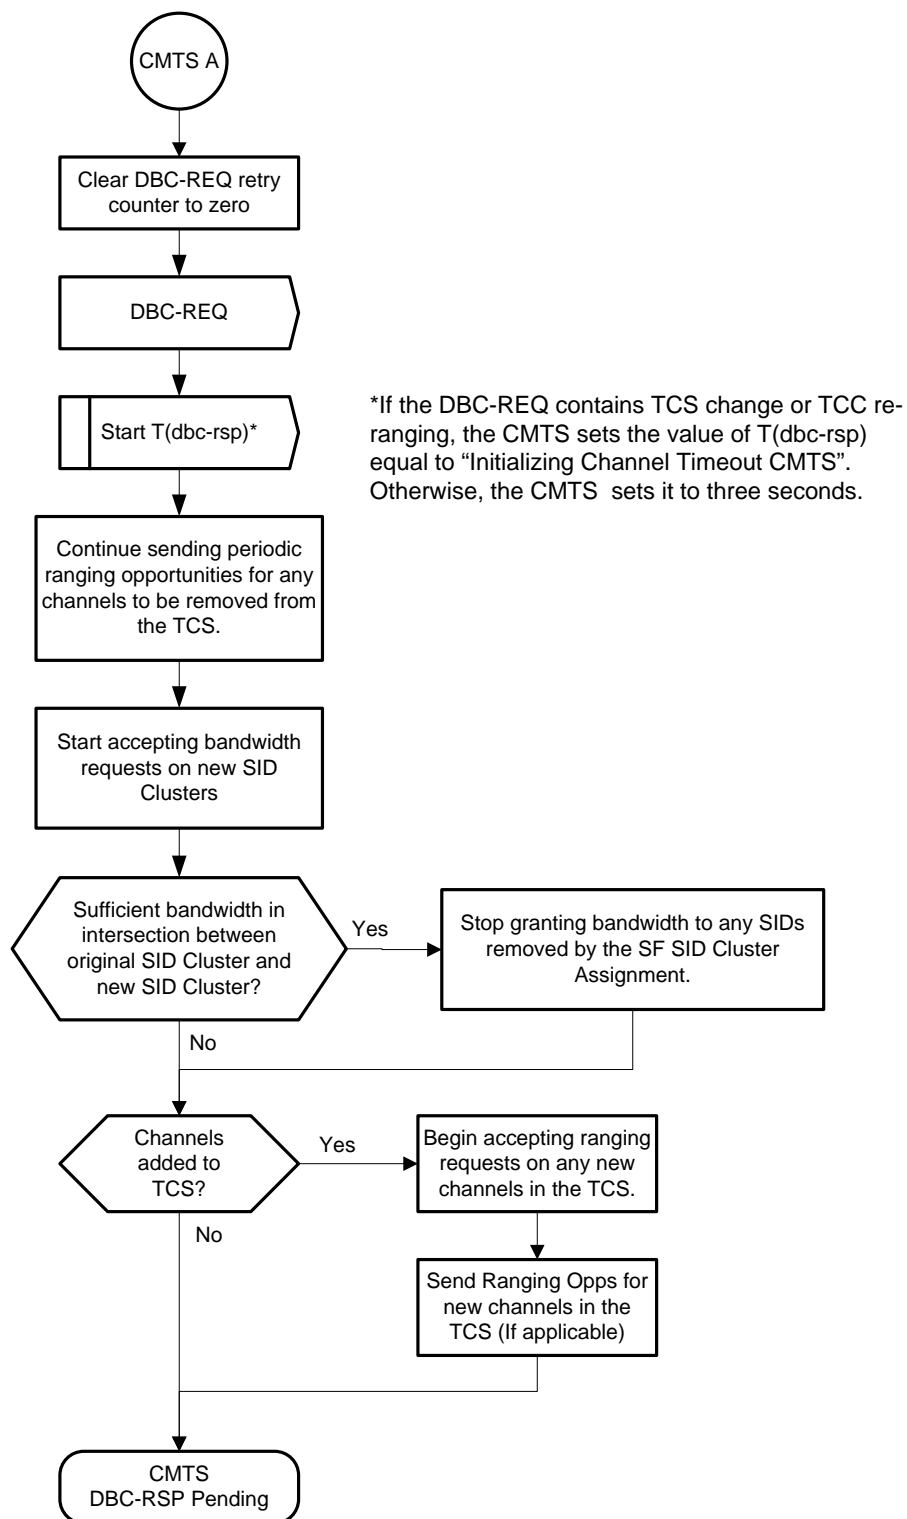 CMTS A
Clear DBC-REQ retry
counter to zero
DBC-REQ
Start T(dbc-rsp)*
*If the DBC-REQ contains TCS change or TCC re-
ranging, the CMTS sets the value of T(dbc-rsp)
equal to “Initializing Channel Timeout CMTS”.
Otherwise, the CMTS  sets it to three seconds.
Continue sending periodic
ranging opportunities for any
channels to be removed from
the TCS.
Start accepting bandwidth
requests on new SID
Clusters
Sufficient bandwidth in
intersection between
original SID Cluster and
new SID Cluster?
Yes
Stop granting bandwidth to any SIDs
removed by the SF SID Cluster
Assignment.
No
Channels
added to
TCS?
Yes
Begin accepting ranging
requests on any new
channels in the TCS.
No
Send Ranging Opps for
new channels in the
TCS (If applicable)
CMTS
DBC-RSP Pending